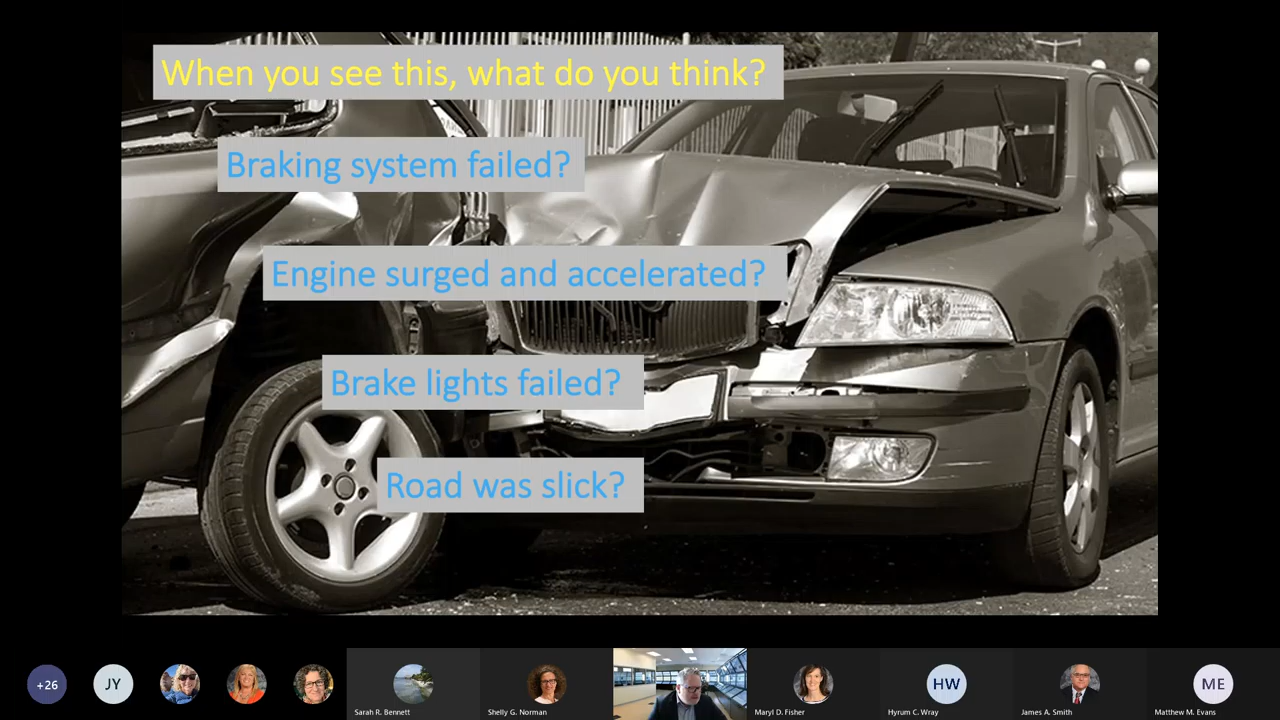 When you see this, what do you think?
Braking system failed?
Engine surged and accelerated?
Brake lights failed?
Road was slick?
+26
JY
Sarah R. Bennett
Shelly G. Norman
Maryl D. Fisher
HW
Hyrum C. Wray
James A. Smith
ME
Matthew M. Evans